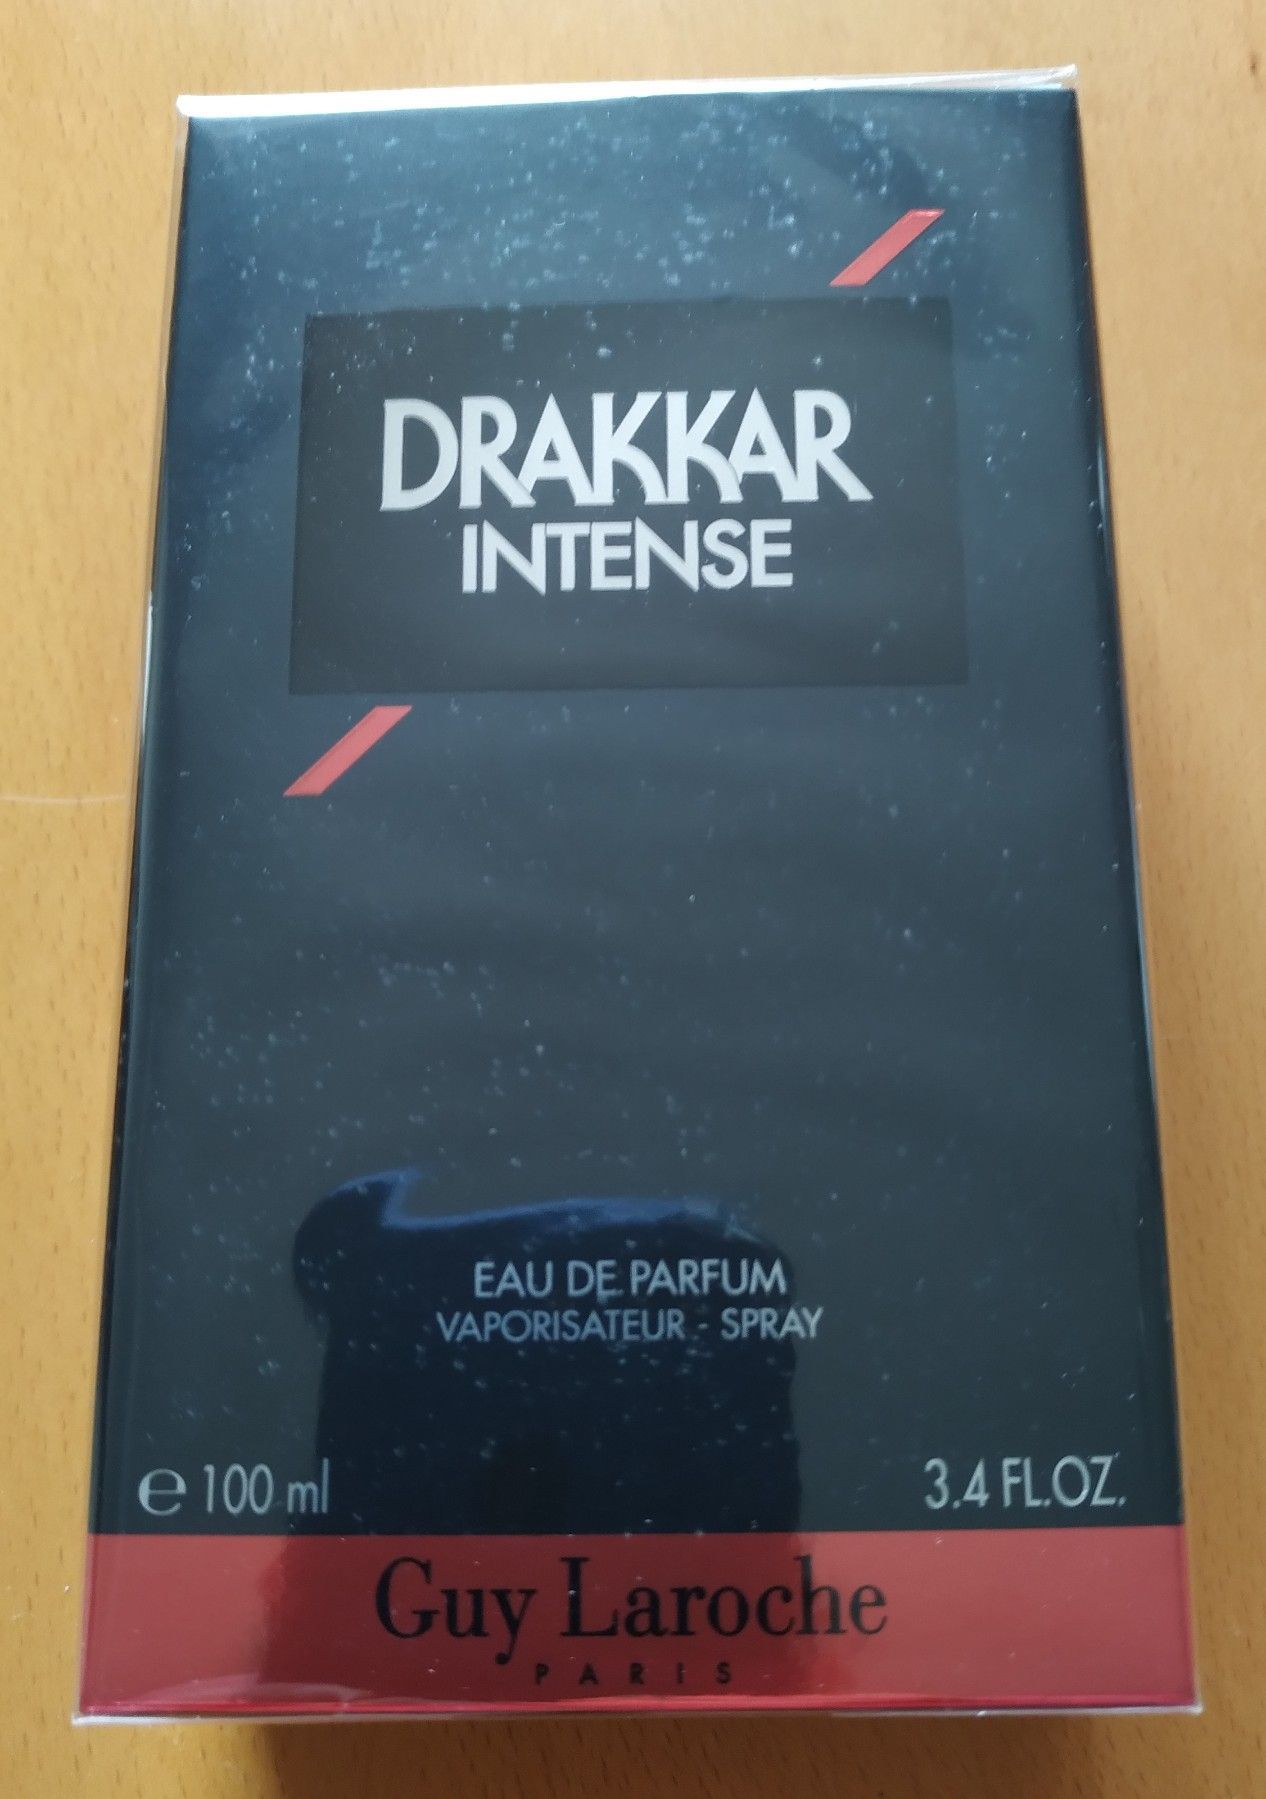 DRAKKAR
INTENSE
EAU DE PARFUM
VAPORISATEUR - SPRAY
℮ 100 ml
3.4 FL.OZ.
Guy Laroche
PARIS